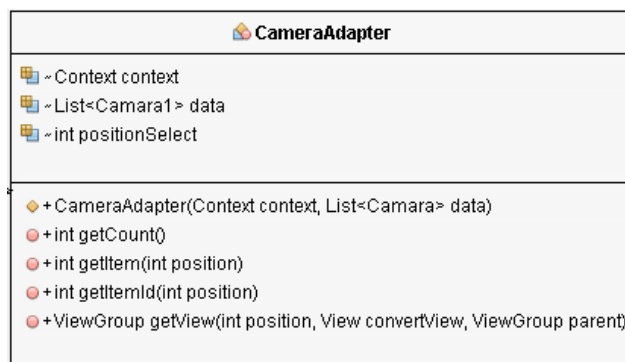 CameraAdapter
~Context context
~List<Camara1> data
~int positionSelect
+CameraAdapter(Context context, List<Camara> data)
+int getCount()
+int getItem(int position)
+int getItemId(int position)
+ViewGroup getView(int position, View convertView, ViewGroup parent)